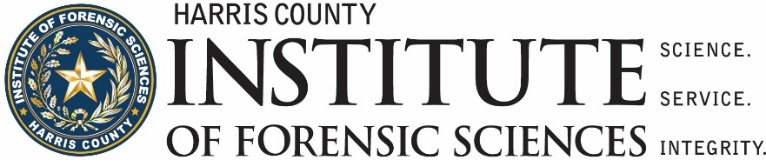 INSTITUTE OF FORENSIC SCIENCES
HARRIS COUNTY
HARRIS COUNTY
INSTITUTE
OF FORENSIC SCIENCES
SCIENCE.
SERVICE.
INTEGRITY.